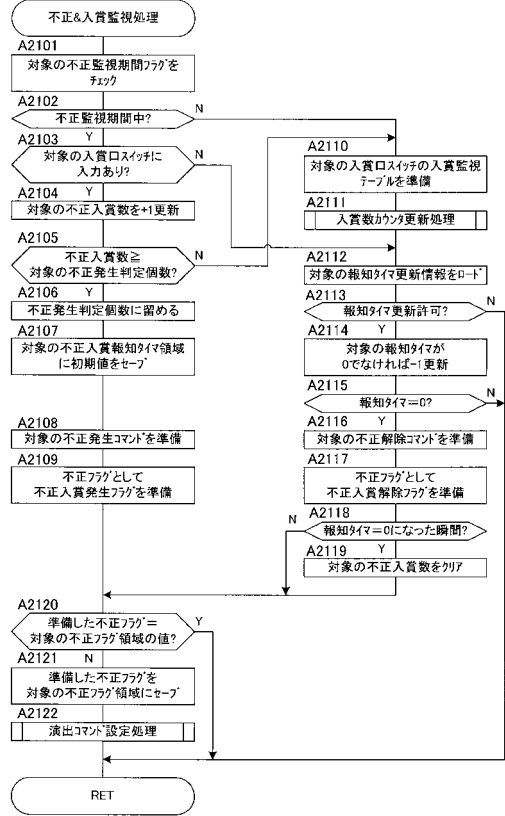 不正&入賞監視処理
A2101
対象の不正監視期間フラグを
チェック
A2102
不正監視期間中?
N
Y
A2103
対象の入賞口スイッチに
入力あり?
N
Y
A2104
対象の不正入賞数を+1更新
A2105
不正入賞数≧
対象の不正発生判定個数?
N
Y
A2106
不正発生判定個数に留める
A2107
対象の不正入賞報知タイマ領域
に初期値をセーブ
A2108
対象の不正発生コマンドを準備
A2109
不正フラグとして
不正入賞発生フラグを準備
A2110
対象の入賞口スイッチの入賞監視
テーブルを準備
A2111
入賞数カウンタ更新処理
A2112
対象の報知タイマ更新情報をロード
A2113
報知タイマ更新許可?
N
Y
A2114
対象の報知タイマが
0でなければ-1更新
A2115
報知タイマ=0?
N
Y
A2116
対象の不正解除コマンドを準備
A2117
不正フラグとして
不正入賞解除フラグを準備
A2118
報知タイマ=0になった瞬間?
N
Y
A2119
対象の不正入賞数をクリア
A2120
準備した不正フラグ=
対象の不正フラグ領域の値?
Y
N
A2121
準備した不正フラグを
対象の不正フラグ領域にセーブ
A2122
演出コマンド設定処理
RET